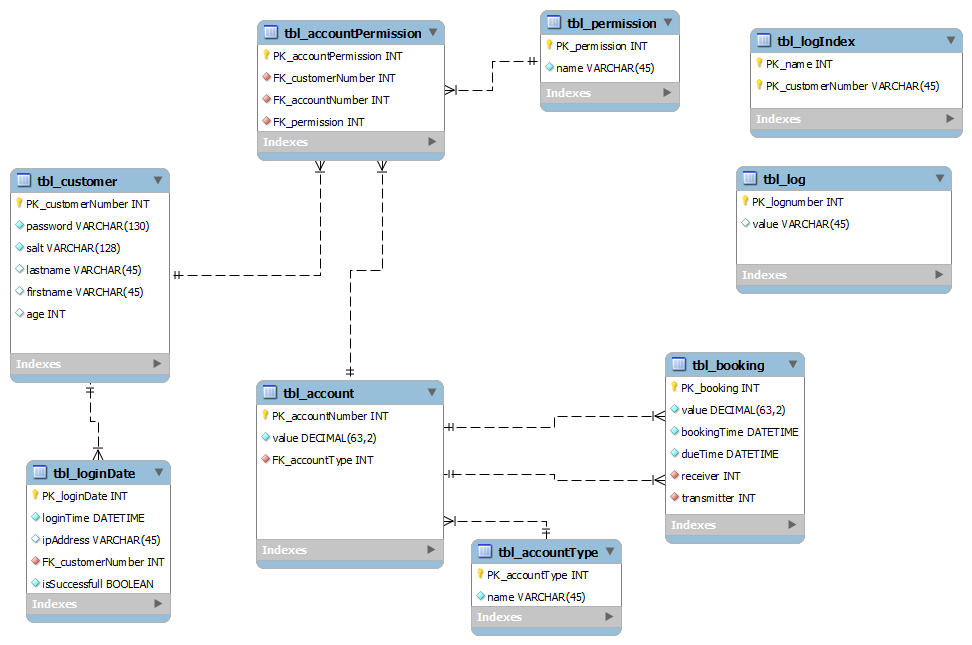 tbl_accountPermission
PK_accountPermission INT
FK_customerNumber INT
FK_accountNumber INT
FK_permission INT
Indexes
tbl_permission
PK_permission INT
name VARCHAR(45)
Indexes
tbl_logIndex
PK_name INT
PK_customerNumber VARCHAR(45)
Indexes
tbl_customer
PK_customerNumber INT
password VARCHAR(130)
salt VARCHAR(128)
lastname VARCHAR(45)
firstname VARCHAR(45)
age INT
Indexes
tbl_log
PK_lognumber INT
value VARCHAR(45)
Indexes
tbl_account
PK_accountNumber INT
value DECIMAL(63,2)
FK_accountType INT
Indexes
tbl_booking
PK_booking INT
value DECIMAL(63,2)
bookingTime DATETIME
dueTime DATETIME
receiver INT
transmitter INT
Indexes
tbl_loginDate
PK_loginDate INT
loginTime DATETIME
ipAddress VARCHAR(45)
FK_customerNumber INT
isSuccessfull BOOLEAN
Indexes
tbl_accountType
PK_accountType INT
name VARCHAR(45)
Indexes